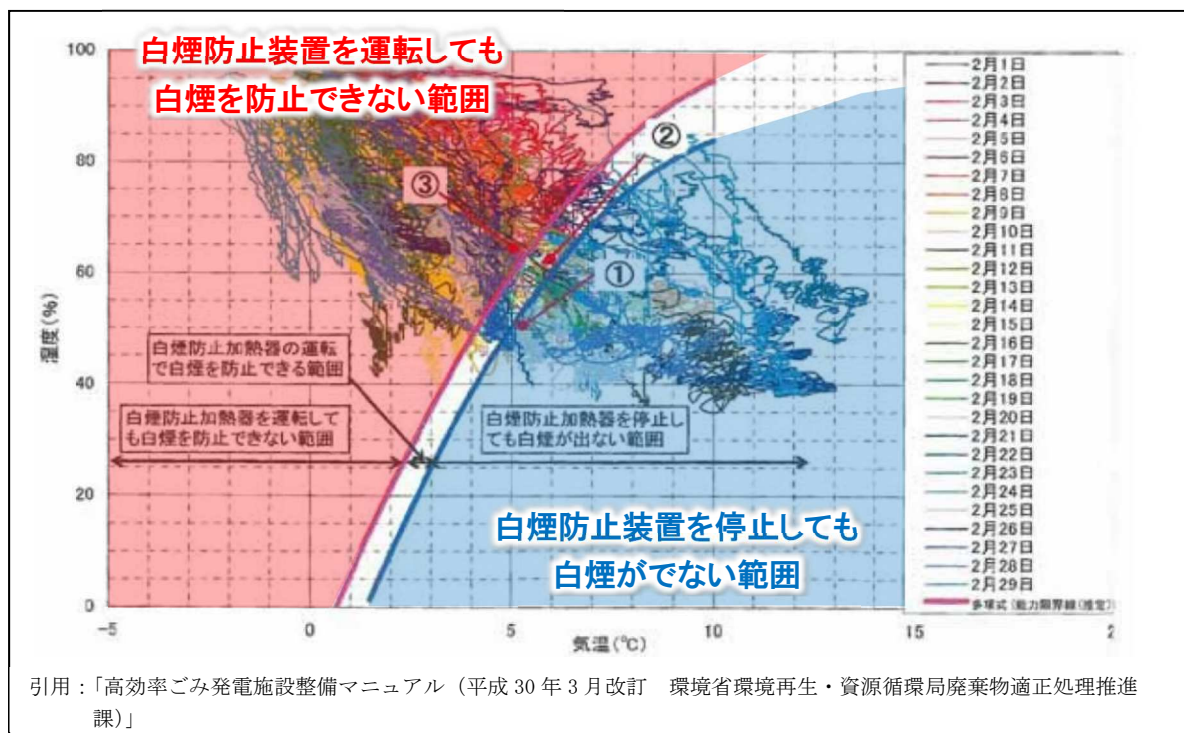 白煙防止装置を運転しても
白煙を防止できない範囲
100
80
60
40
20
0
湿度(%)
-5
0
5
10
15
2
気温(℃)
①
②
③
白煙防止加熱器の運転
で白煙を防止できる範囲
白煙防止加熱器を運転して
も白煙を防止できない範囲
白煙防止加熱器を停止し
ても白煙が出ない範囲
白煙防止装置を停止しても
白煙がでない範囲
2月1日
2月2日
2月3日
2月4日
2月5日
2月6日
2月7日
2月8日
2月9日
2月10日
2月11日
2月12日
2月13日
2月14日
2月15日
2月16日
2月17日
2月18日
2月19日
2月20日
2月21日
2月22日
2月23日
2月24日
2月25日
2月26日
2月27日
2月28日
2月29日
多項式(能力限界線(推定))
引用：「高効率ごみ発電施設整備マニュアル（平成 30 年 3 月改訂　環境省環境再生・資源循環局廃棄物適正処理推進
課）」